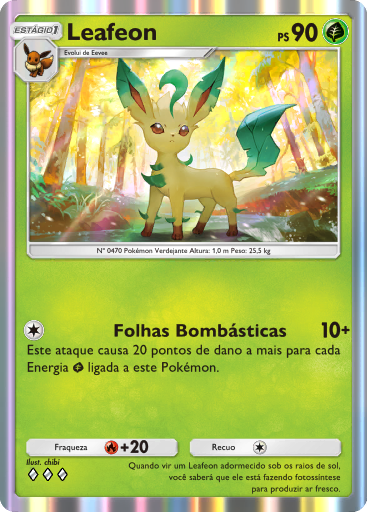 ESTÁGIO 1
Leafeon
PS 90
Evolui de Eevee
Nº 0470 Pokémon Verdejante Altura: 1,0 m Peso: 25,5 kg
Folhas Bombásticas 10+
Este ataque causa 20 pontos de dano a mais para cada
Energia ligada a este Pokémon.
Fraqueza +20
Recuo
Ilust. chibi
Quando vir um Leafeon adormecido sob os raios de sol,
você saberá que ele está fazendo fotossíntese
para produzir ar fresco.